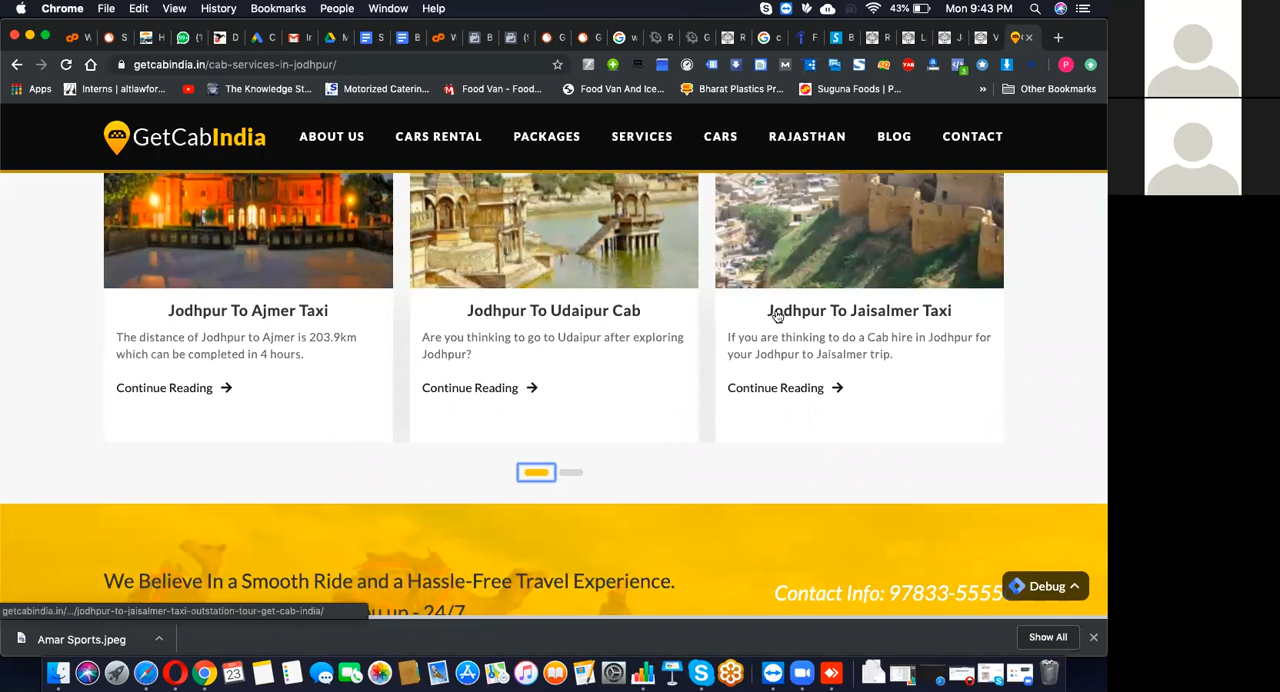 Chrome File Edit View History Bookmarks People Window Help 43% Mon 9:43 PM
getcabindia.in/cab-services-in-jodhpur/
Apps Interns | altlawfor... The Knowledge St... Motorized Caterin... Food Van - Food... Food Van And Ice... Bharat Plastics Pr... Suguna Foods | P... » Other Bookmarks
GetCabIndia ABOUT US CARS RENTAL PACKAGES SERVICES CARS RAJASTHAN BLOG CONTACT
Jodhpur To Ajmer Taxi
The distance of Jodhpur to Ajmer is 203.9km
which can be completed in 4 hours.
Continue Reading →
Jodhpur To Udaipur Cab
Are you thinking to go to Udaipur after exploring
Jodhpur?
Continue Reading →
Jodhpur To Jaisalmer Taxi
If you are thinking to do a Cab hire in Jodhpur for
your Jodhpur to Jaisalmer trip.
Continue Reading →
We Believe In a Smooth Ride and a Hassle-Free Travel Experience.
up - 24/7
Contact Info: 97833-5555
Debug
getcabindia.in/.../jodhpur-to-jaisalmer-taxi-outstation-tour-get-cab-india/
Amar Sports.jpeg
Show All